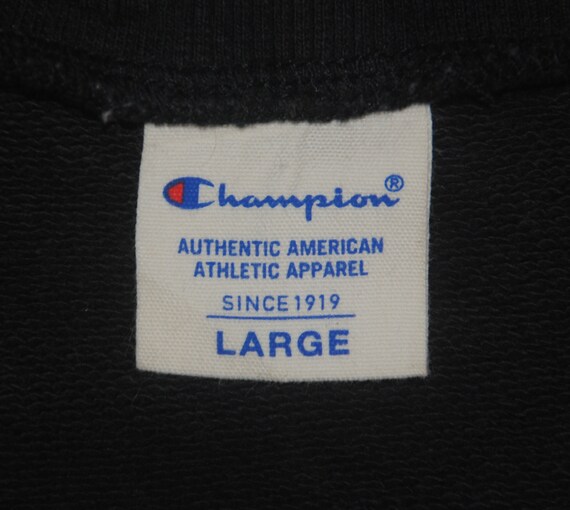 Champion®
AUTHENTIC AMERICAN
ATHLETIC APPAREL
SINCE 1919
LARGE